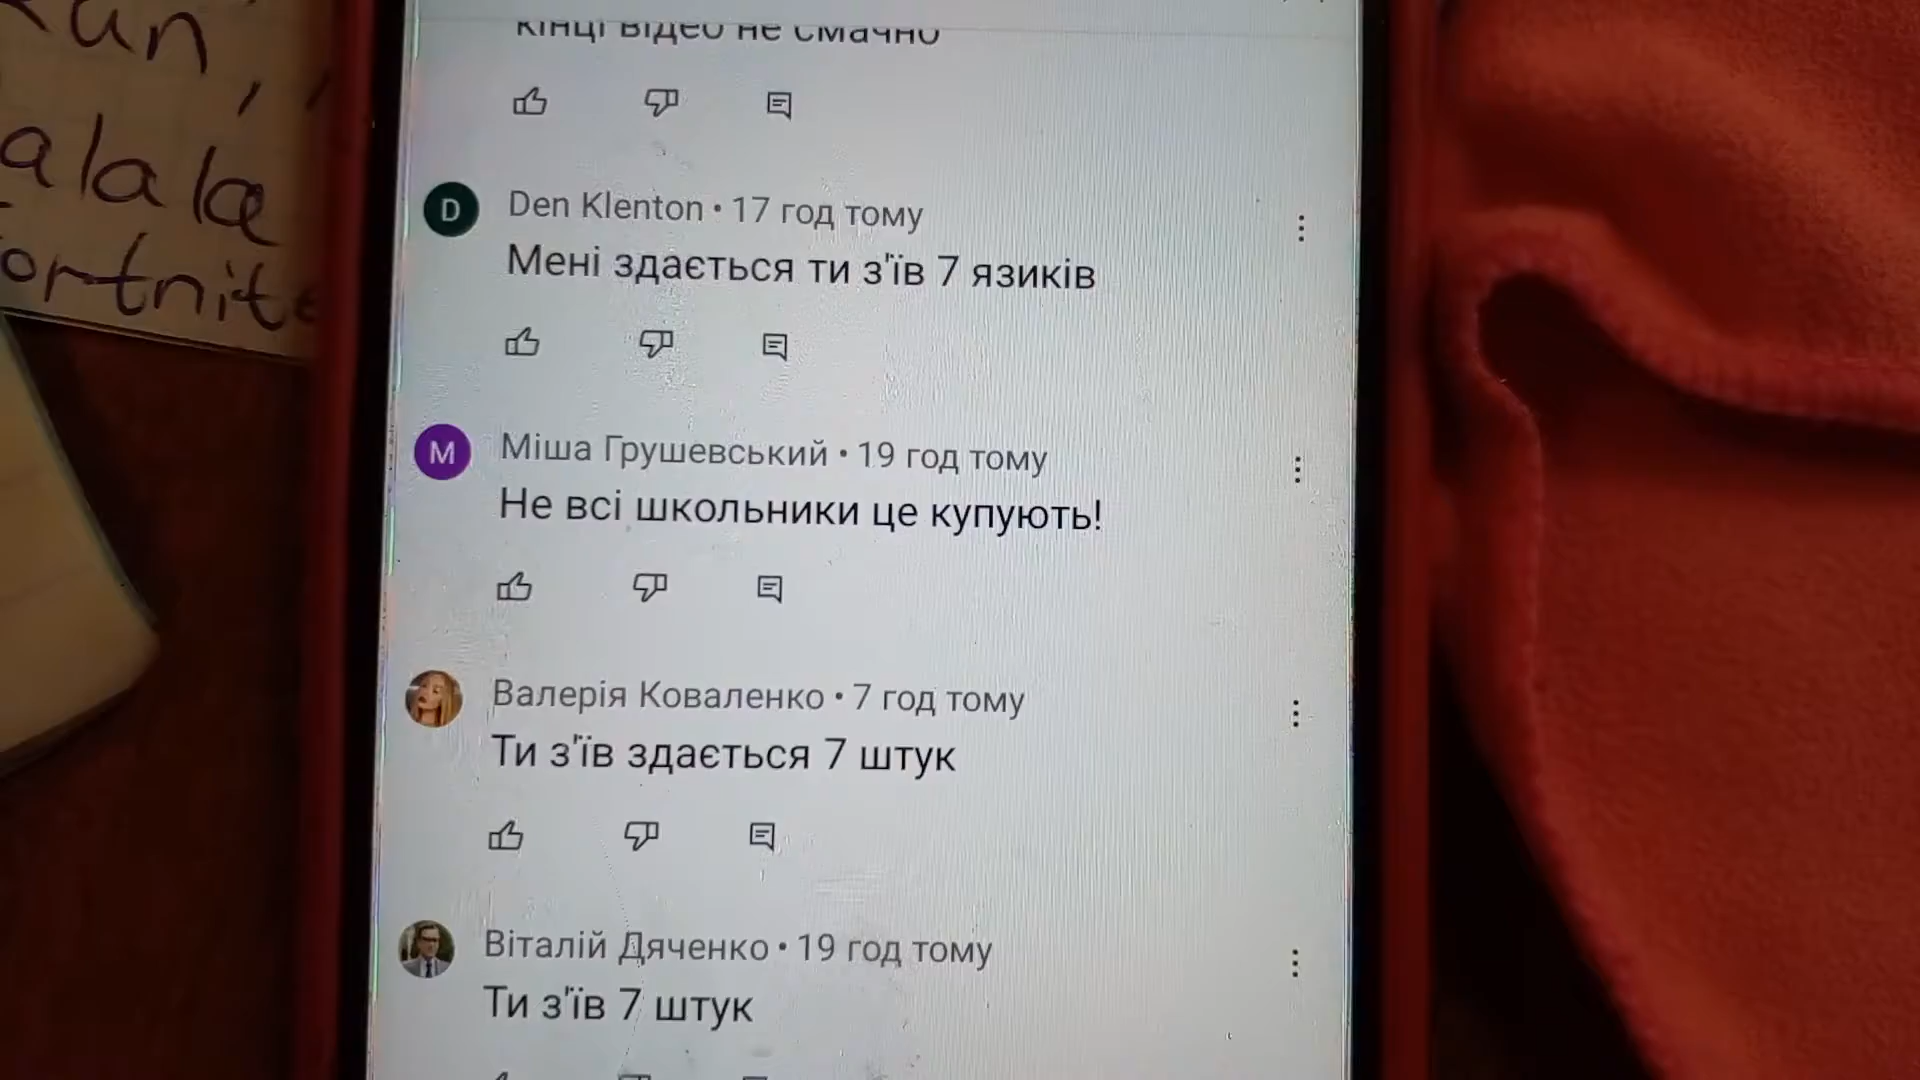 кінці відео не смачно
Den Klenton • 17 год тому
Мені здається ти з'їв 7 язиків
Міша Грушевський • 19 год тому
Не всі школьники це купують!
Валерія Коваленко • 7 год тому
Ти з'їв здається 7 штук
Віталій Дяченко • 19 год тому
Ти з'їв 7 штук
alala
ortnite
D
M